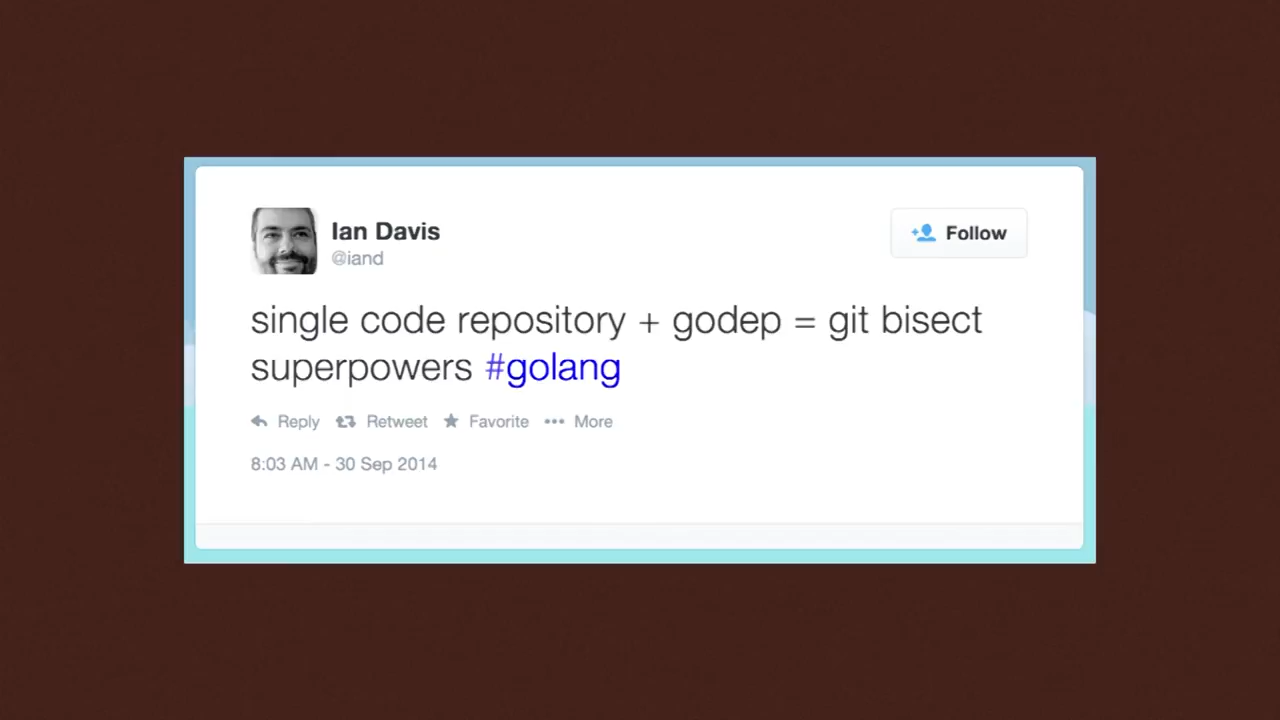 Ian Davis
@iand
Follow
single code repository + godep = git bisect
superpowers #golang
Reply Retweet Favorite More
8:03 AM - 30 Sep 2014